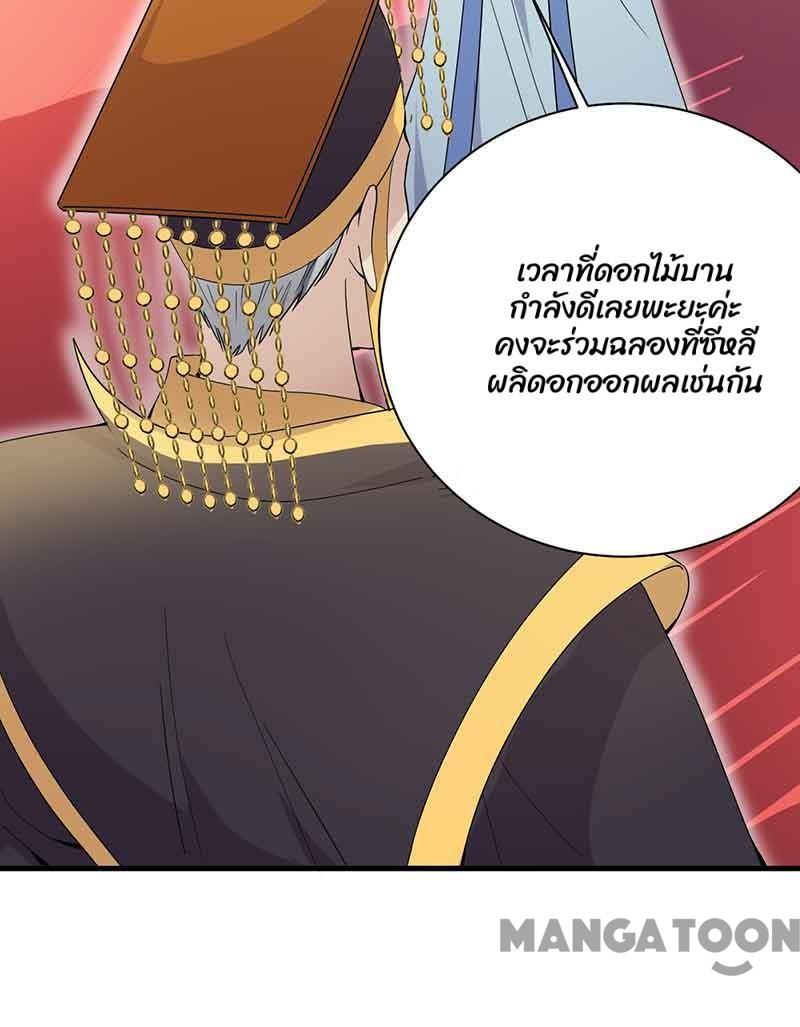 เวลาที่ดอกไม้บาน
กำลังดีเลยพะยะค่ะ
คงจะร่วมฉลองที่ซีหลี
ผลิดอกออกผลเช่นกัน
MANGATOON